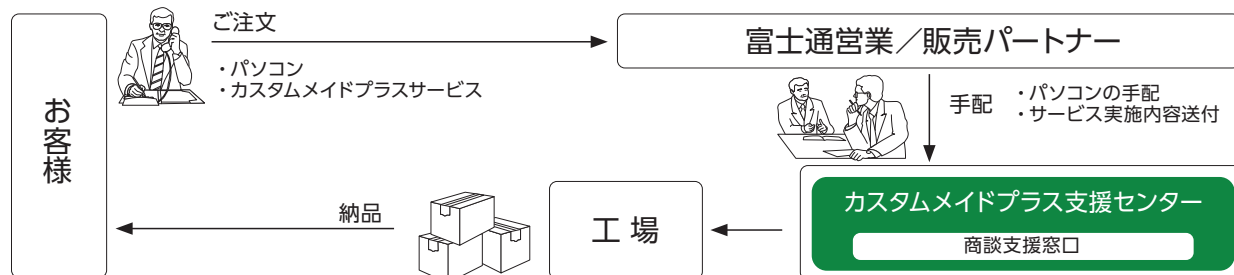 お客様
ご注文
・パソコン
・カスタムメイドプラスサービス
富士通営業／販売パートナー
手配
・パソコンの手配
・サービス実施内容送付
カスタムメイドプラス支援センター
商談支援窓口
工場
納品